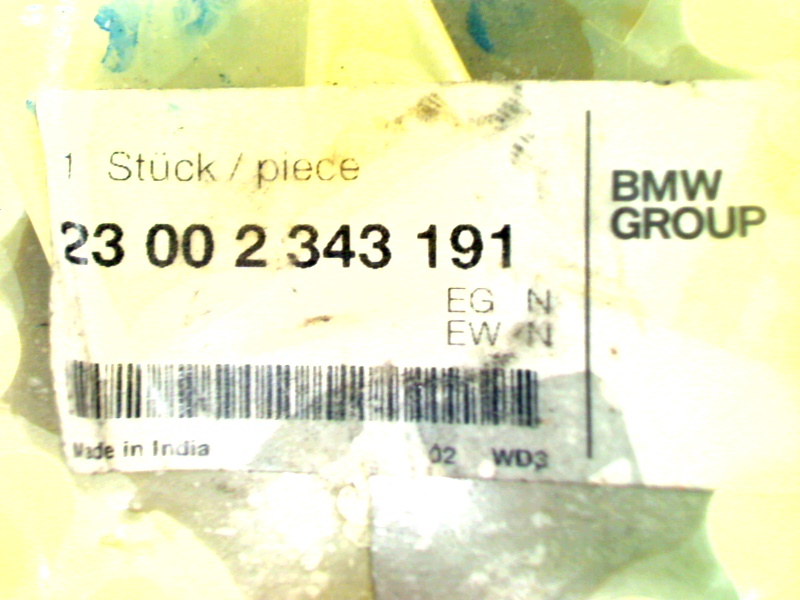 1 Stück / piece
23 00 2 343 191
EG N
EW N
Made in India
02 WD3
BMW
GROUP